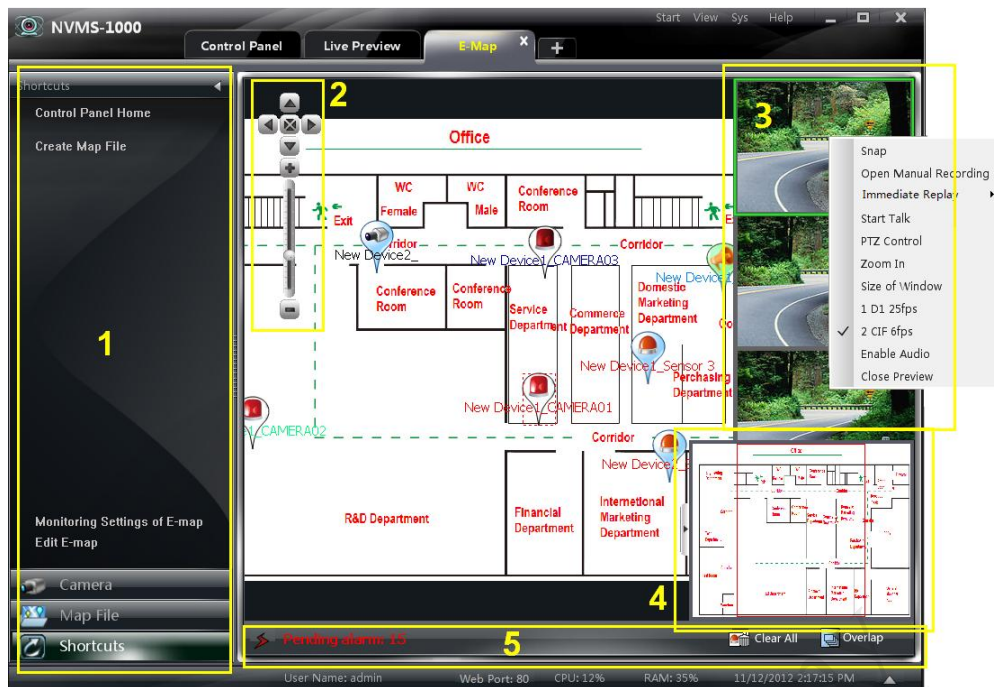 NVMS-1000
Start View Sys Help
Control Panel
Live Preview
E-Map
x
+
Shortcuts
Control Panel Home
Create Map File
1
Monitoring Settings of E-map
Edit E-map
Camera
Map File
Shortcuts
2
Office
WC
Female
WC
Male
Conference
Room
Exit
Corridor
New Device2_
New Device1_CAMERA03
Corridor
New Device1
Conference
Room
Conference
Room
Service
Department
Commerce
Department
Domestic
Marketing
Department
New Device1_Sensor 3
Perchasing
Department
New Device1_CAMERA01
1_CAMERA02
Corridor
New Device2_
R&D Department
Financial
Department
International
Marketing
Department
3
Snap
Open Manual Recording
Immediate Replay
Start Talk
PTZ Control
Zoom In
Size of Window
1 D1 25fps
2 CIF 6fps
Enable Audio
Close Preview
4
Office
5
Pending alarm: 15
Clear All
Overlap
User Name: admin
Web Port: 80
CPU: 12%
RAM: 35%
11/12/2012 2:17:15 PM